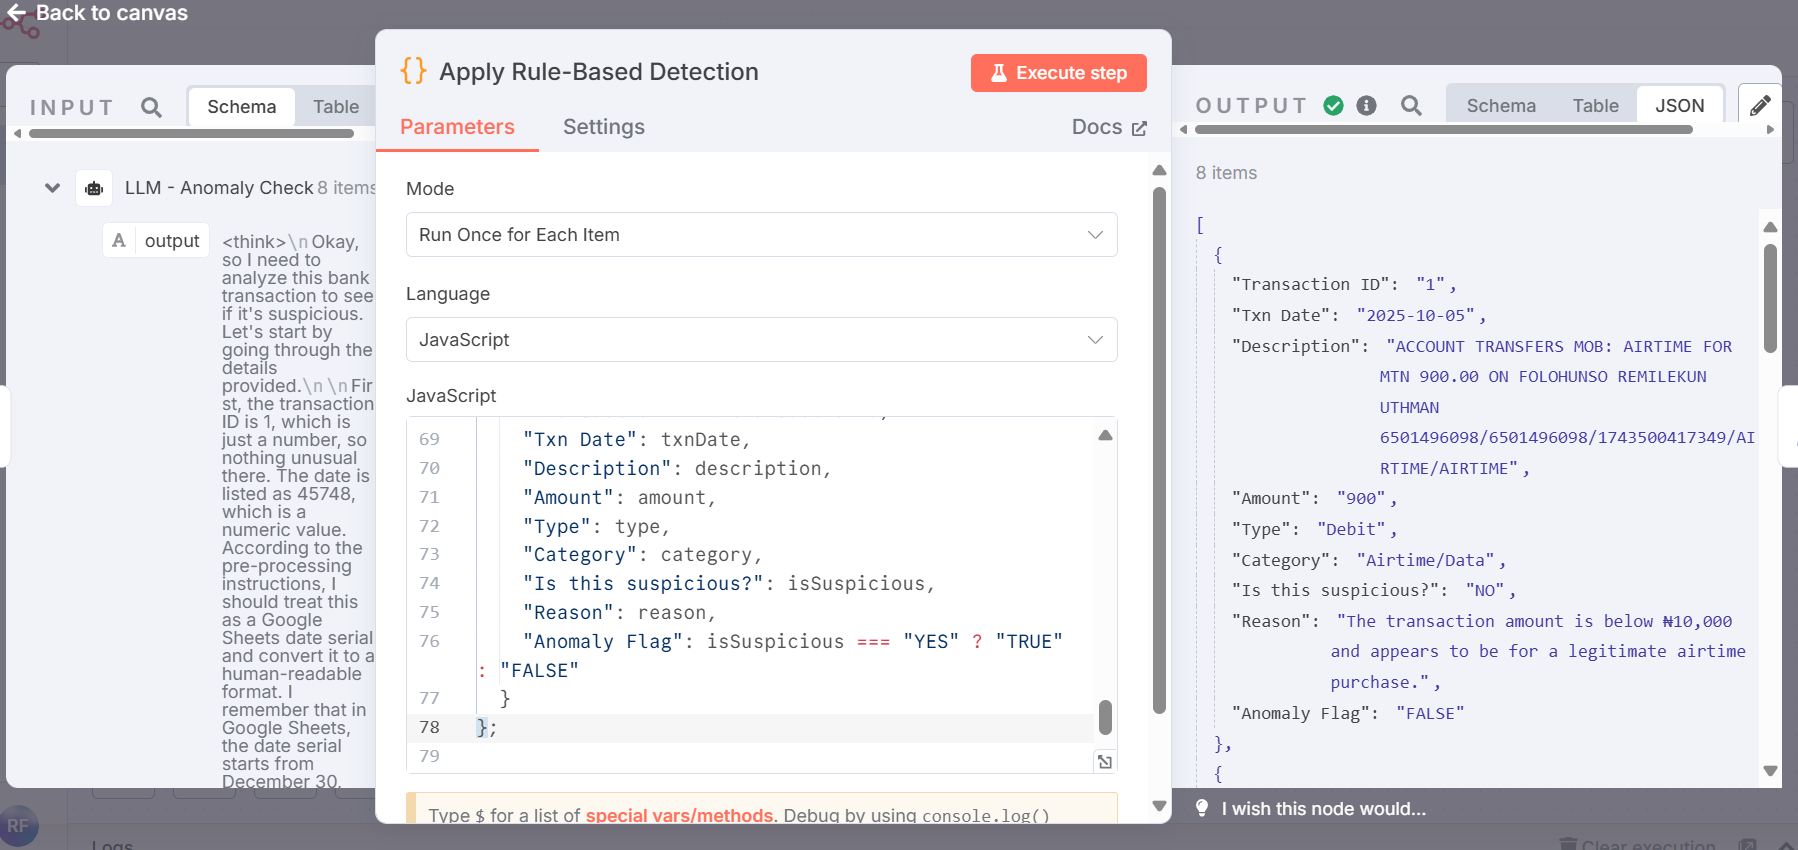 Back to canvas
INPUT
Schema
Table
LLM - Anomaly Check 8 items
A output
<think>\n Okay,
so I need to
analyze this bank
transaction to see
if it's suspicious.
Let's start by
going through the
details
provided.\n\n Fir
st, the transaction
ID is 1, which is
just a number, so
nothing unusual
there. The date is
listed as 45748,
which is a
numeric value.
According to the
pre-processing
instructions, I
should treat this
as a Google
Sheets date serial
and convert it to a
human-readable
format. I
remember that in
Google Sheets,
the date serial
starts from
December 30,
{} Apply Rule-Based Detection
Execute step
Parameters
Settings
Docs
Mode
Run Once for Each Item
Language
JavaScript
JavaScript
69 "Txn Date": txnDate,
70 "Description": description,
71 "Amount": amount,
72 "Type": type,
73 "Category": category,
74 "Is this suspicious?": isSuspicious,
75 "Reason": reason,
76 "Anomaly Flag": isSuspicious === "YES" ? "TRUE"
: "FALSE"
77 }
78 };
79
Type $ for a list of special vars/methods. Debug by using console.log()
OUTPUT
Schema
Table
JSON
8 items
[
{
"Transaction ID": "1",
"Txn Date": "2025-10-05",
"Description": "ACCOUNT TRANSFERS MOB: AIRTIME FOR
MTN 900.00 ON FOLOHUNSO REMILEKUN
UTHMAN
6501496098/6501496098/1743500417349/AI
RTIME/AIRTIME",
"Amount": "900",
"Type": "Debit",
"Category": "Airtime/Data",
"Is this suspicious?": "NO",
"Reason": "The transaction amount is below ₦10,000
and appears to be for a legitimate airtime
purchase.",
"Anomaly Flag": "FALSE"
},
{
I wish this node would...
RF
Logs
Clear execution